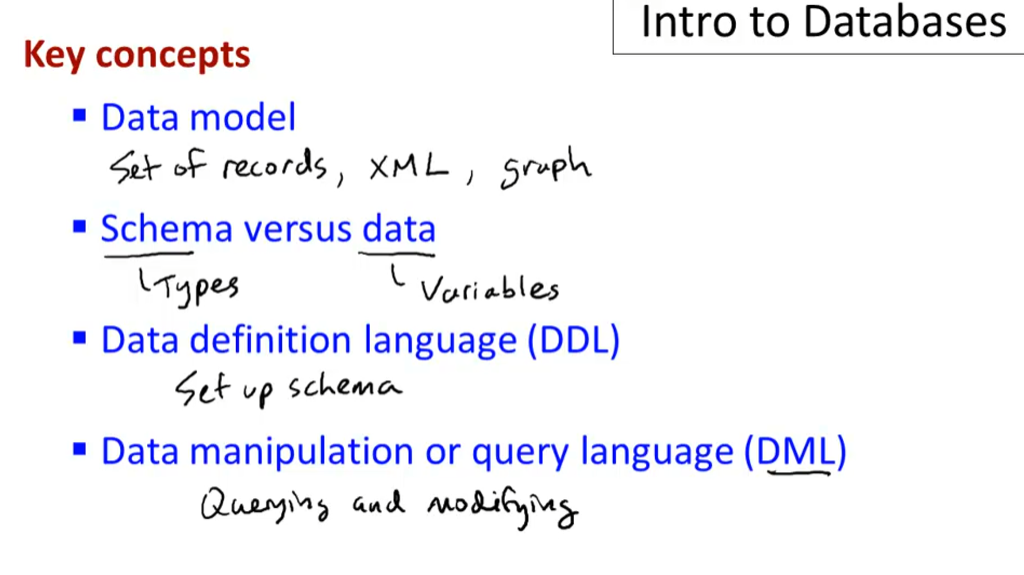 Intro to Databases
Key concepts
▪ Data model
Set of records, XML, graph
▪ Schema versus data
Types Variables
▪ Data definition language (DDL)
Set up schema
▪ Data manipulation or query language (DML)
Querying and modifying